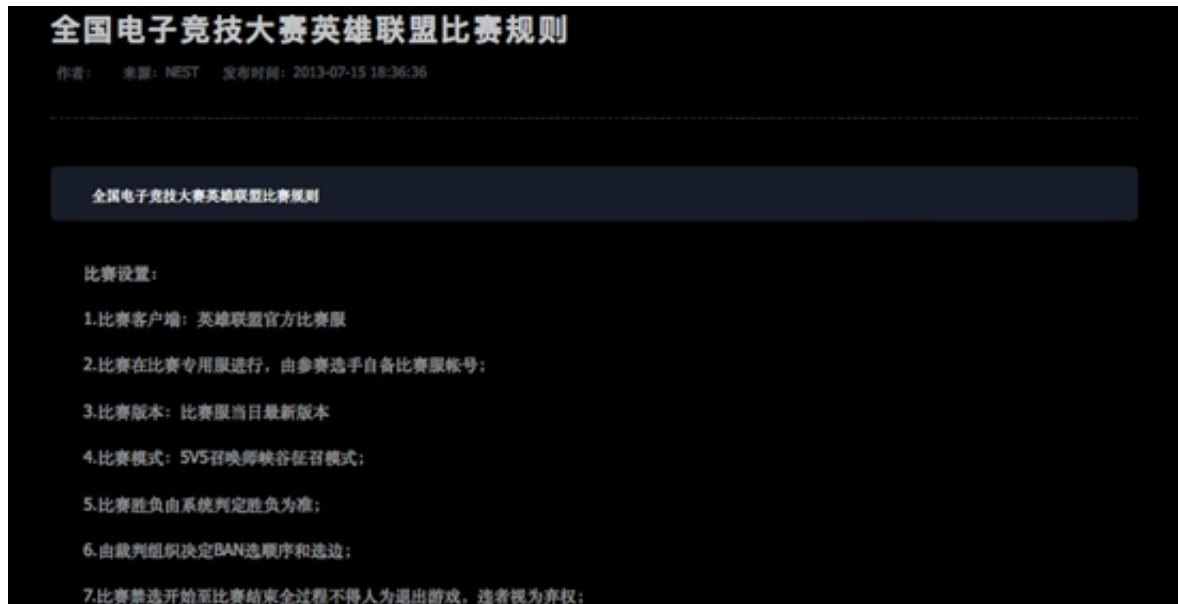 全国电子竞技大赛英雄联盟比赛规则
作者： 来源：NEST 发布时间：2013-07-15 18:36:36
全国电子竞技大赛英雄联盟比赛规则
比赛设置：
1.比赛客户端：英雄联盟官方比赛服
2.比赛在比赛专用服进行，由参赛选手自备比赛服帐号；
3.比赛版本：比赛服当日最新版本
4.比赛模式：5V5召唤师峡谷征召模式；
5.比赛胜负由系统判定胜负为准；
6.由裁判组织决定BAN选顺序和选边；
7.比赛禁选开始至比赛结束全过程不得人为退出游戏，违者视为弃权；